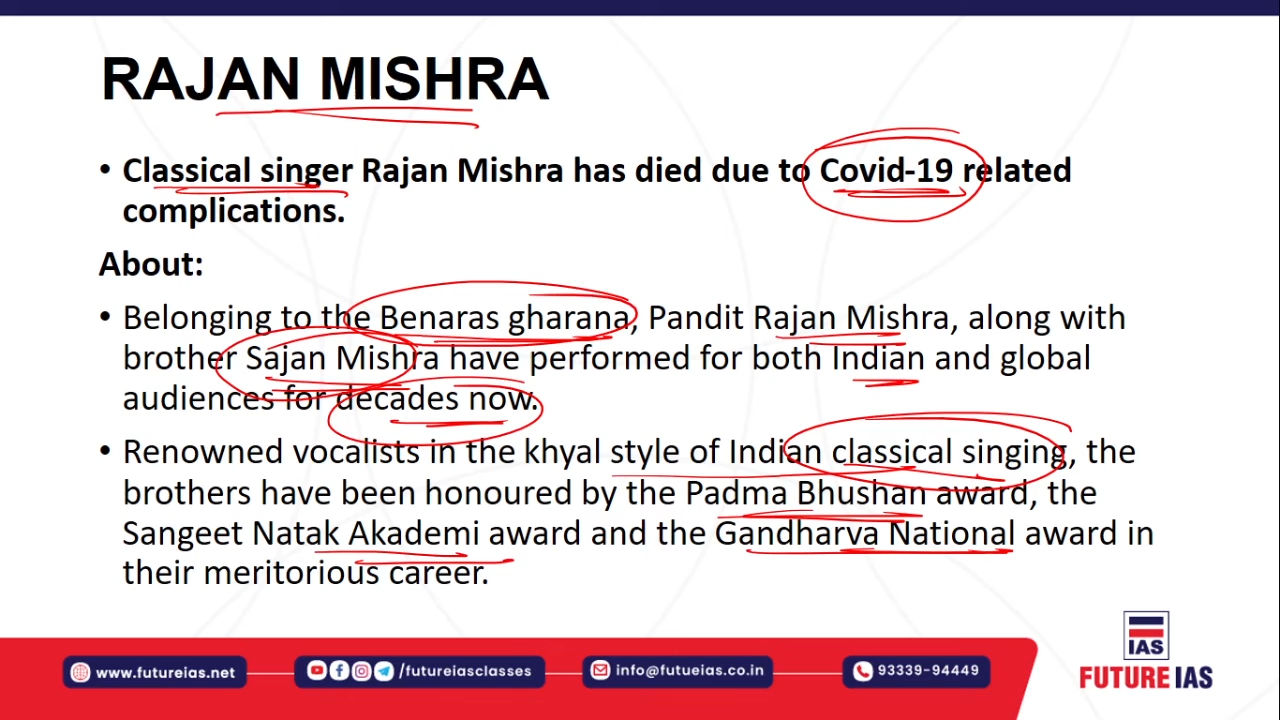 RAJAN MISHRA
• Classical singer Rajan Mishra has died due to Covid-19 related
complications.
About:
• Belonging to the Benaras gharana, Pandit Rajan Mishra, along with
brother Sajan Mishra have performed for both Indian and global
audiences for decades now.
• Renowned vocalists in the khyal style of Indian classical singing, the
brothers have been honoured by the Padma Bhushan award, the
Sangeet Natak Akademi award and the Gandharva National award in
their meritorious career.
www.futureias.net
/futureiasclasses
info@futueias.co.in
93339-94449
IAS
FUTURE IAS